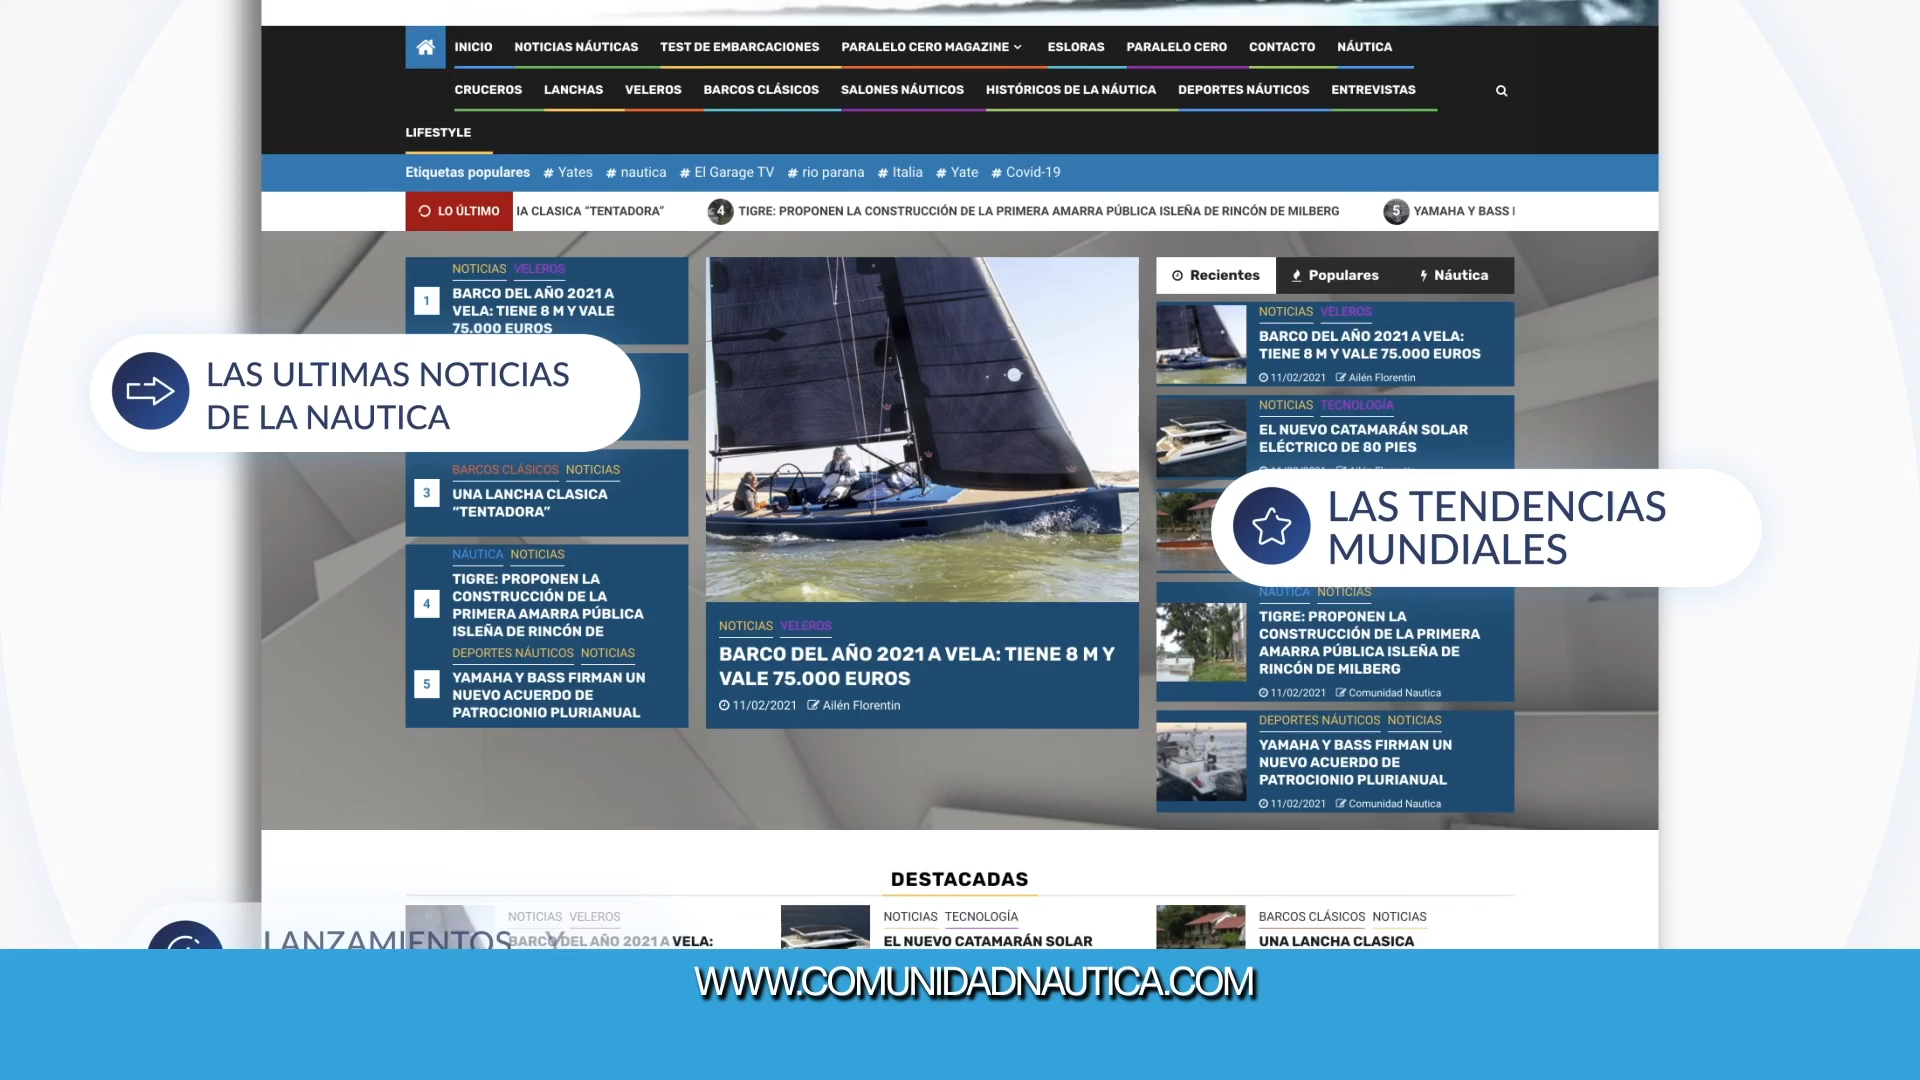 INICIO NOTICIAS NÁUTICAS TEST DE EMBARCACIONES PARALELO CERO MAGAZINE ESLORAS PARALELO CERO CONTACTO NÁUTICA
CRUCEROS LANCHAS VELEROS BARCOS CLÁSICOS SALONES NÁUTICOS HISTÓRICOS DE LA NÁUTICA DEPORTES NÁUTICOS ENTREVISTAS
LIFESTYLE
Etiquetas populares # Yates # nautica # El Garage TV # rio parana # Italia # Yate # Covid-19
LO ÚLTIMO IA CLASICA “TENTADORA” 4 TIGRE: PROPONEN LA CONSTRUCCIÓN DE LA PRIMERA AMARRA PÚBLICA ISLEÑA DE RINCÓN DE MILBERG 5 YAMAHA Y BASS
NOTICIAS VELEROS
1
BARCO DEL AÑO 2021 A
VELA: TIENE 8 M Y VALE
75.000 EUROS
LAS ULTIMAS NOTICIAS
DE LA NAUTICA
BARCOS CLÁSICOS NOTICIAS
3
UNA LANCHA CLASICA
“TENTADORA”
NÁUTICA NOTICIAS
4
TIGRE: PROPONEN LA
CONSTRUCCIÓN DE LA
PRIMERA AMARRA PÚBLICA
ISLEÑA DE RINCÓN DE
DEPORTES NÁUTICOS NOTICIAS
5
YAMAHA Y BASS FIRMAN UN
NUEVO ACUERDO DE
PATROCIONIO PLURIANUAL
NOTICIAS VELEROS
BARCO DEL AÑO 2021 A VELA: TIENE 8 M Y
VALE 75.000 EUROS
11/02/2021 Ailén Florentin
Recientes Populares Náutica
NOTICIAS VELEROS
BARCO DEL AÑO 2021 A VELA:
TIENE 8 M Y VALE 75.000 EUROS
11/02/2021 Ailén Florentin
NOTICIAS TECNOLOGÍA
EL NUEVO CATAMARÁN SOLAR
ELÉCTRICO DE 80 PIES
LAS TENDENCIAS
MUNDIALES
NÁUTICA NOTICIAS
TIGRE: PROPONEN LA
CONSTRUCCIÓN DE LA PRIMERA
AMARRA PÚBLICA ISLEÑA DE
RINCÓN DE MILBERG
11/02/2021 Comunidad Nautica
DEPORTES NÁUTICOS NOTICIAS
YAMAHA Y BASS FIRMAN UN
NUEVO ACUERDO DE
PATROCIONIO PLURIANUAL
11/02/2021 Comunidad Nautica
DESTACADAS
NOTICIAS VELEROS
BARCO DEL AÑO 2021 A VELA:
NOTICIAS TECNOLOGÍA
EL NUEVO CATAMARÁN SOLAR
BARCOS CLÁSICOS NOTICIAS
UNA LANCHA CLASICA
LANZAMIENTOS Y
WWW.COMUNIDADNAUTICA.COM